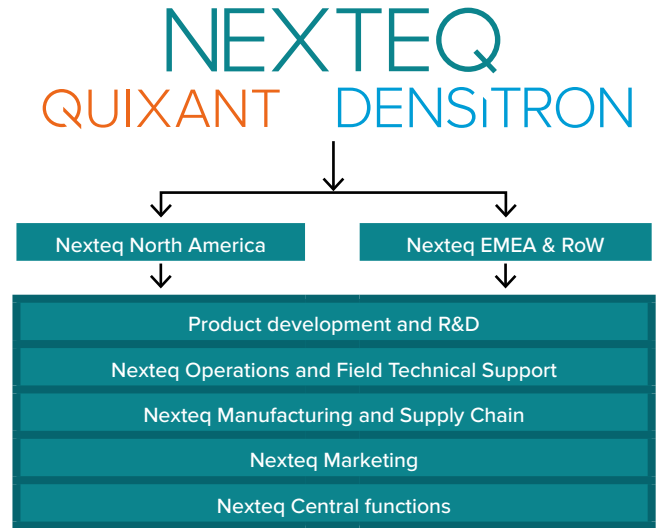 NEXTEQ
QUIXANT DENSiTRON
Nexteq North America
Nexteq EMEA & RoW
Product development and R&D
Nexteq Operations and Field Technical Support
Nexteq Manufacturing and Supply Chain
Nexteq Marketing
Nexteq Central functions